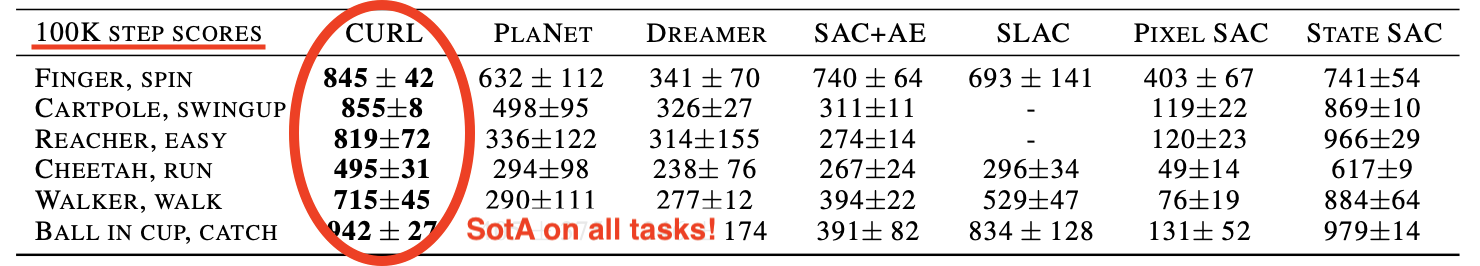 100K STEP SCORES CURL PLANET DREAMER SAC+AE SLAC PIXEL SAC STATE SAC
FINGER, SPIN 845 ± 42 632 ± 112 341 ± 70 740 ± 64 693 ± 141 403 ± 67 741±54
CARTPOLE, SWINGUP 855±8 498±95 326±27 311±11 - 119±22 869±10
REACHER, EASY 819±72 336±122 314±155 274±14 - 120±23 966±29
CHEETAH, RUN 495±31 294±98 238± 76 267±24 296±34 49±14 617±9
WALKER, WALK 715±45 290±111 277±12 394±22 529±47 76±19 884±64
BALL IN CUP, CATCH 942 ± 27 SotA on all tasks! 174 391± 82 834 ± 128 131± 52 979±14